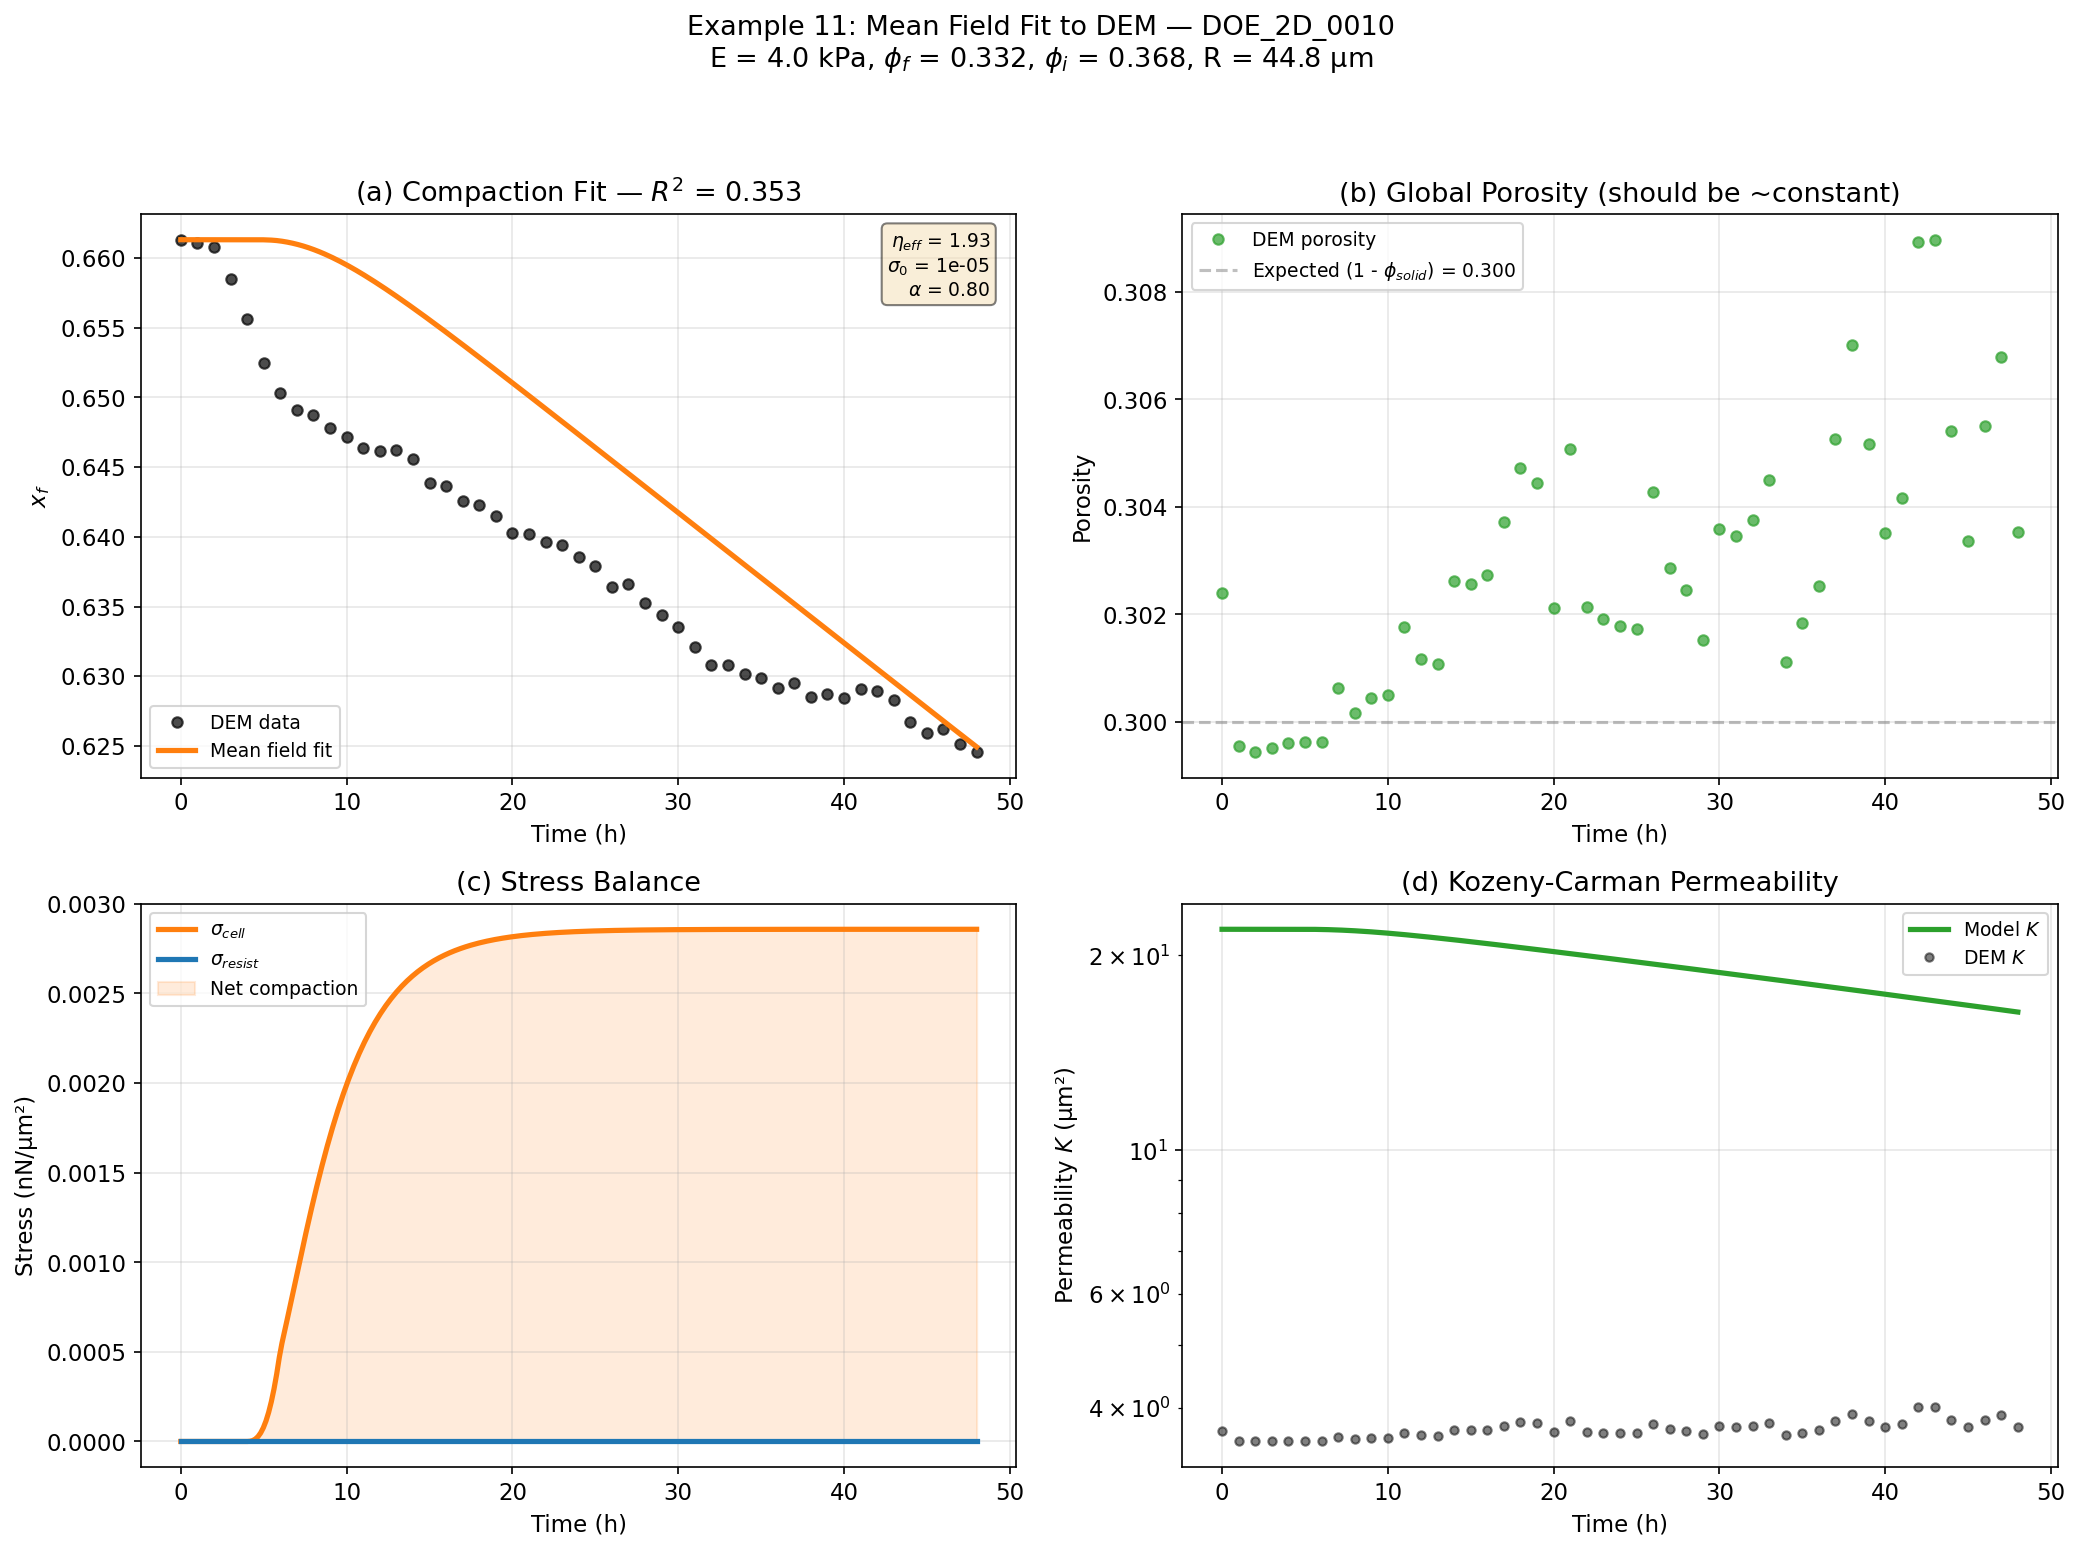 Example 11: Mean Field Fit to DEM — DOE_2D_0010
E = 4.0 kPa, ϕf = 0.332, ϕi = 0.368, R = 44.8 μm
(a) Compaction Fit — R² = 0.353
ηeff = 1.93
σ0 = 1e-05
α = 0.80
0.660
0.655
0.650
0.645
0.640
0.635
0.630
0.625
xf
DEM data
Mean field fit
0 10 20 30 40 50
Time (h)
(b) Global Porosity (should be ~constant)
DEM porosity
Expected (1 - ϕsolid) = 0.300
0.308
0.306
0.304
0.302
0.300
Porosity
0 10 20 30 40 50
Time (h)
(c) Stress Balance
σcell
σresist
Net compaction
0.0030
0.0025
0.0020
0.0015
0.0010
0.0005
0.0000
Stress (nN/μm²)
0 10 20 30 40 50
Time (h)
(d) Kozeny-Carman Permeability
Model K
DEM K
2 × 10¹
10¹
6 × 10⁰
4 × 10⁰
Permeability K (μm²)
0 10 20 30 40 50
Time (h)